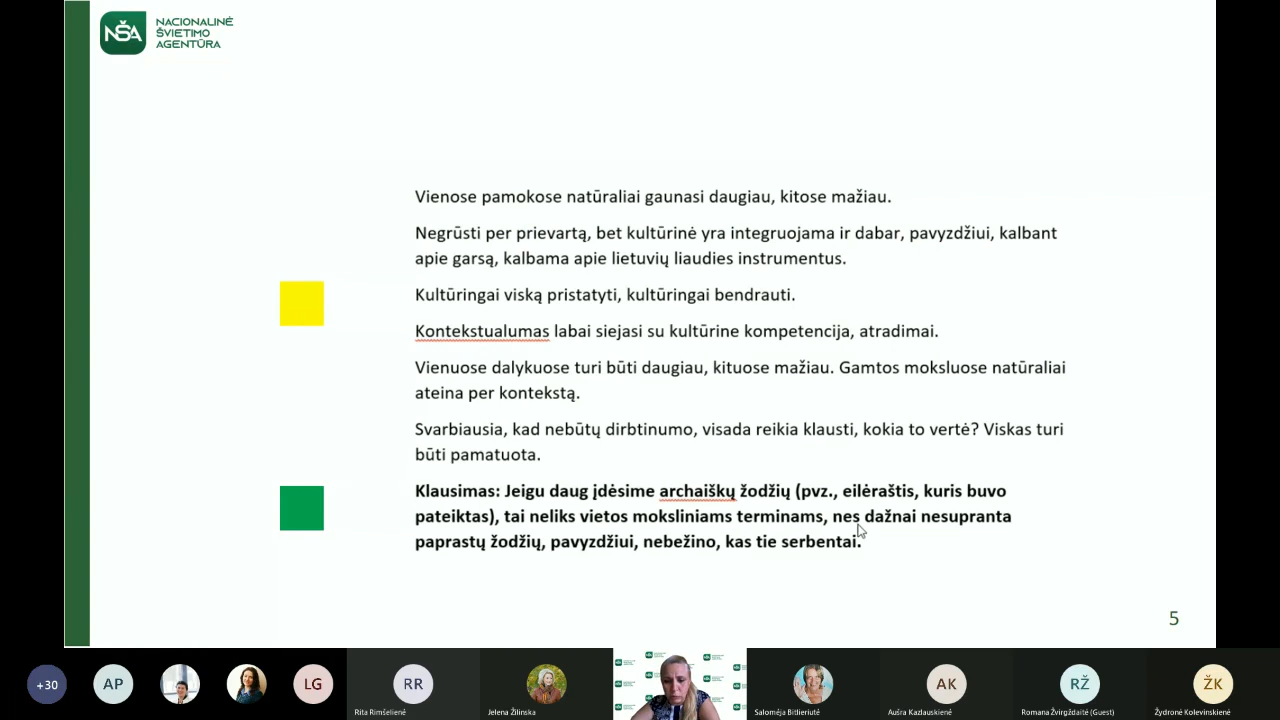 NŠA
NACIONALINĖ
ŠVIETIMO
AGENTŪRA
Vienose pamokose natūraliai gaunasi daugiau, kitose mažiau.
Negrūsti per prievartą, bet kultūrinė yra integruojama ir dabar, pavyzdžiui, kalbant
apie garsą, kalbama apie lietuvių liaudies instrumentus.
Kultūringai viską pristatyti, kultūringai bendrauti.
Kontekstualumas labai siejasi su kultūrine kompetencija, atradimai.
Vienuose dalykuose turi būti daugiau, kituose mažiau. Gamtos moksluose natūraliai
ateina per kontekstą.
Svarbiausia, kad nebūtų dirbtinumo, visada reikia klausti, kokia to vertė? Viskas turi
būti pamatuota.
Klausimas: Jeigu daug įdėsime archaiškų žodžių (pvz., eilėraštis, kuris buvo
pateiktas), tai neliks vietos moksliniams terminams, nes dažnai nesupranta
paprastų žodžių, pavyzdžiui, nebežino, kas tie serbentai.
5
+30
AP
LG
RR
AK
RŽ
ŽK
Rita Rimšelienė
Jelena Žilinska
Salomėja Bitlieriutė
Aušra Kazlauskienė
Romana Žvirgždaitė (Guest)
Žydronė Kolevinskienė